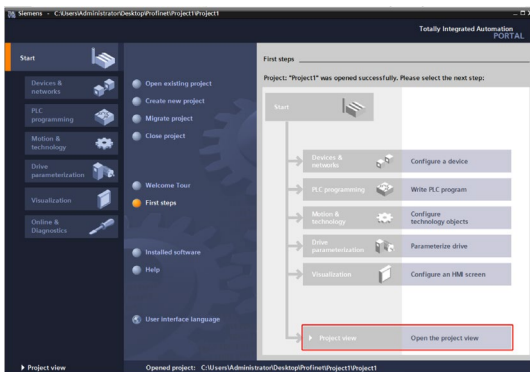 Siemens - C:\Users\Administrator\Desktop\Profinet\Project1\Project1
Totally Integrated Automation
PORTAL
Start
Devices &
networks
PLC
programming
Motion &
technology
Drive
parameterization
Visualization
Online &
Diagnostics
Open existing project
Create new project
Migrate project
Close project
Welcome Tour
First steps
Installed software
Help
User interface language
First steps
Project: "Project1" was opened successfully. Please select the next step:
Start
Devices &
networks
Configure a device
PLC programming
Write PLC program
Motion &
technology
Configure
technology objects
Drive
parameterization
Parameterize drive
Visualization
Configure an HMI screen
Project view
Open the project view
Project view
Opened project: C:\Users\Administrator\Desktop\Profinet\Project1\Project1